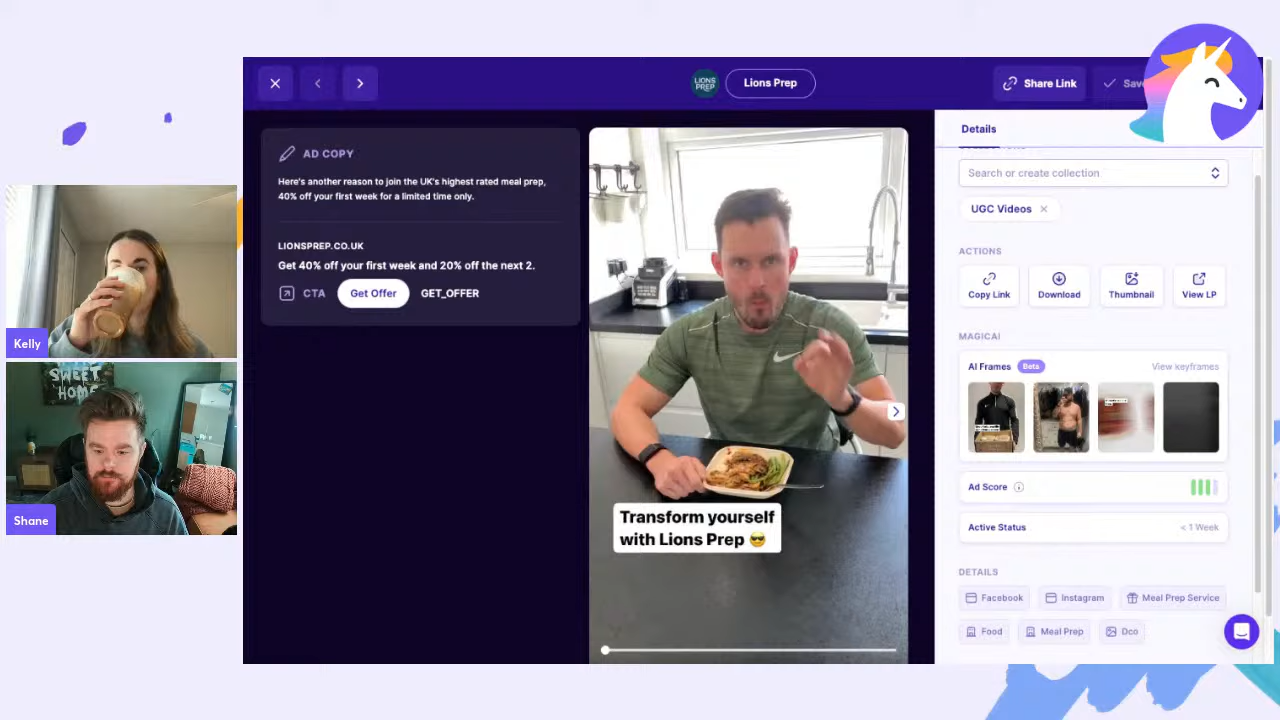 SWEET
HOME
Kelly
Shane
LIONS
PREP
Lions Prep
Share Link
AD COPY
Here's another reason to join the UK's highest rated meal prep,
40% off your first week for a limited time only.
LIONSPREP.CO.UK
Get 40% off your first week and 20% off the next 2.
CTA
Get Offer
GET_OFFER
Transform yourself
with Lions Prep 😎
Details
Search or create collection
UGC Videos
ACTIONS
Copy Link
Download
Thumbnail
View LP
MAGICAI
AI Frames
Beta
View keyframes
Ad Score
Active Status
< 1 Week
DETAILS
Facebook
Instagram
Meal Prep Service
Food
Meal Prep
Dco